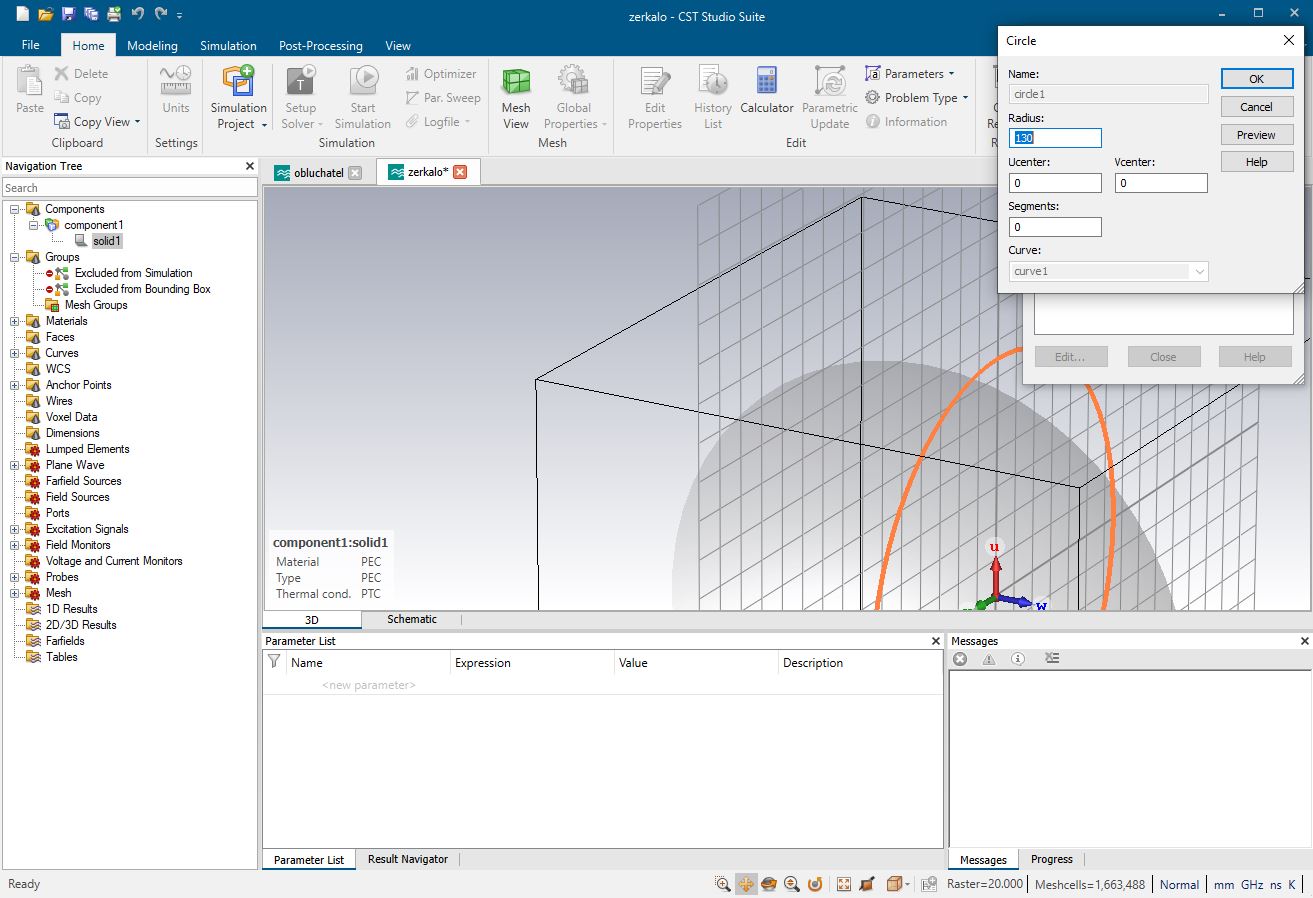 zerkalo - CST Studio Suite
File Home Modeling Simulation Post-Processing View
Paste
Delete
Copy
Copy View
Clipboard
Units
Settings
Simulation
Project
Setup
Solver
Start
Simulation
Optimizer
Par. Sweep
Logfile
Simulation
Mesh
View
Global
Properties
Mesh
Edit
Properties
History
List
Calculator
Parametric
Update
Parameters
Problem Type
Information
Edit
Navigation Tree
Search
Components
component1
solid1
Groups
Excluded from Simulation
Excluded from Bounding Box
Mesh Groups
Materials
Faces
Curves
WCS
Anchor Points
Wires
Voxel Data
Dimensions
Lumped Elements
Plane Wave
Farfield Sources
Field Sources
Ports
Excitation Signals
Field Monitors
Voltage and Current Monitors
Probes
Mesh
1D Results
2D/3D Results
Farfields
Tables
obluchatel
zerkalo*
component1:solid1
Material PEC
Type PEC
Thermal cond. PTC
u
w
3D Schematic
Circle
Name:
circle1
Radius:
130
Ucenter: Vcenter:
0 0
Segments:
0
Curve:
curve1
OK
Cancel
Preview
Help
Edit... Close Help
Parameter List
Name Expression Value Description
<new parameter>
Parameter List Result Navigator
Messages
Messages Progress
Ready
Raster=20.000 Meshcells=1,663,488 Normal mm GHz ns K